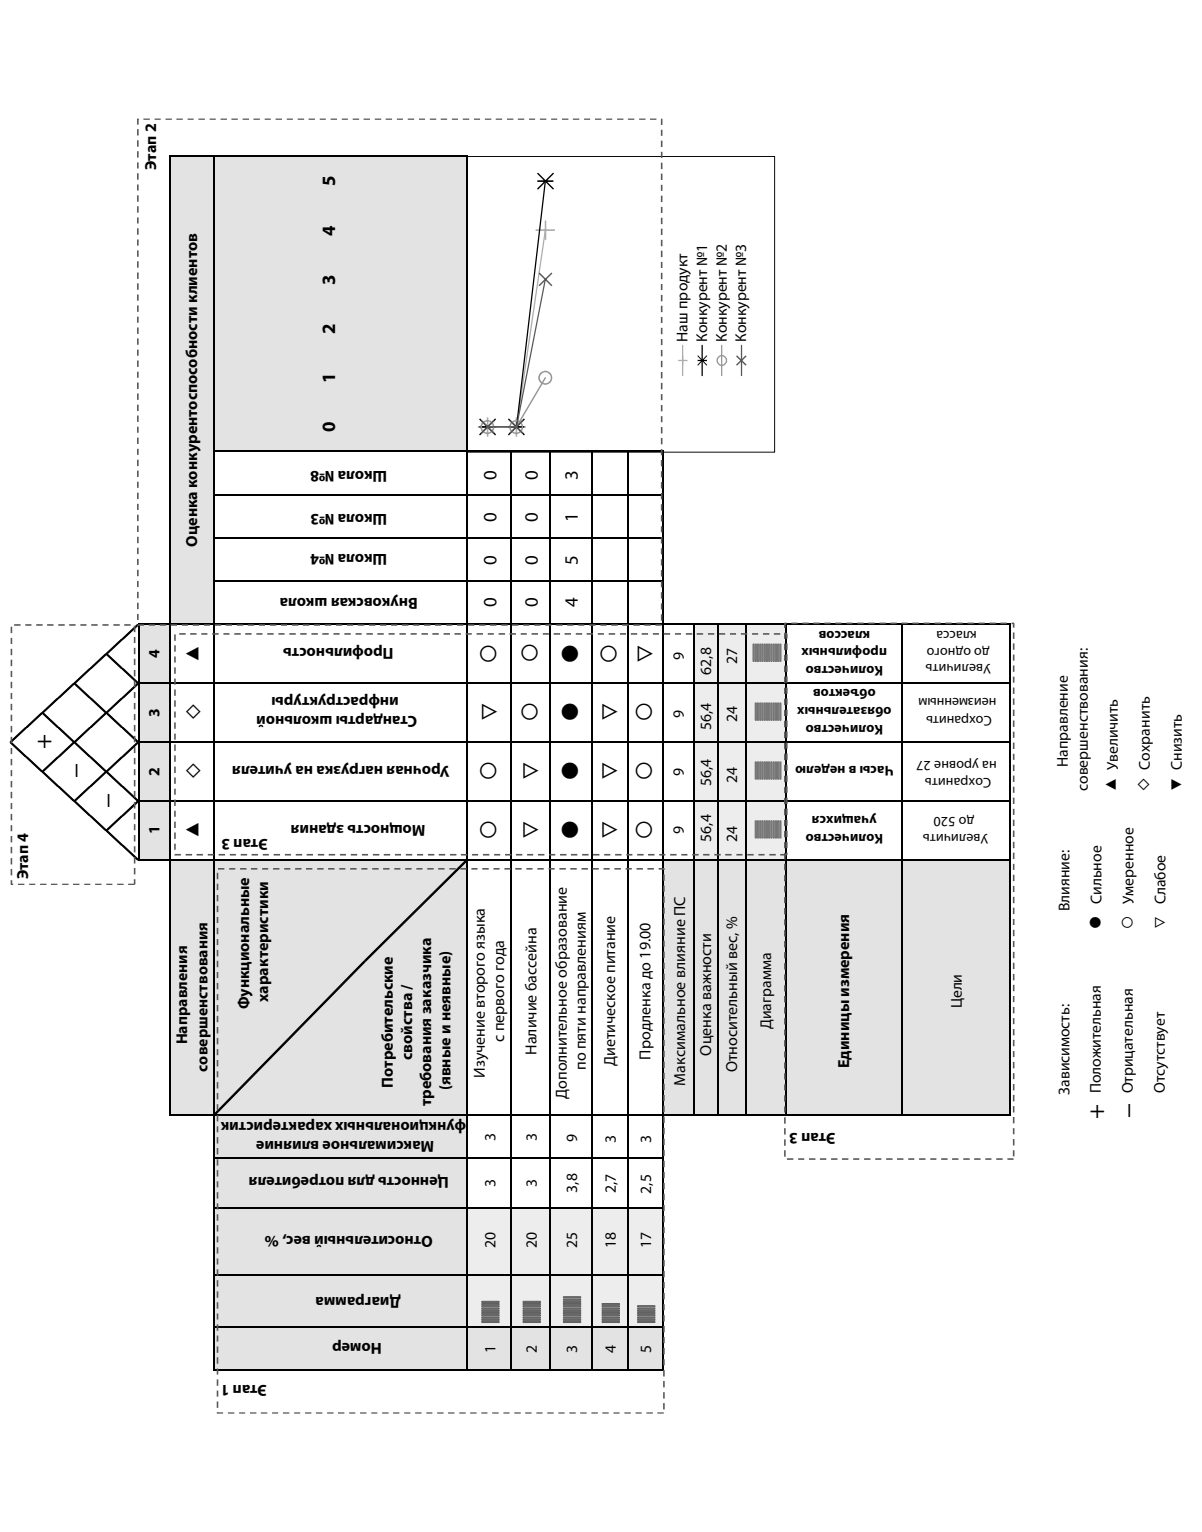 Этап 4
+
—
—
Этап 2
1
2
3
4
Направления
совершенствования
▲
◇
◇
▲
Оценка конкурентоспособности клиентов
Этап 3
Функциональные
характеристики
Потребительские
свойства /
требования заказчика
(явные и неявные)
Номер
Диаграмма
Относительный вес, %
Ценность для потребителя
Максимальное влияние
функциональных характеристик
Мощность здания
Урочная нагрузка на учителя
Стандарты школьной
инфраструктуры
Профильность
Внуковская школа
Школа №4
Школа №3
Школа №8
0 1 2 3 4 5
1 20 3 3 Изучение второго языка
с первого года
○ ○ ▽ ○ 0 0 0 0
2 20 3 3 Наличие бассейна ▽ ▽ ○ ○ 0 0 0 0
3 25 3,8 9 Дополнительное образование
по пяти направлениям
● ● ● ● 4 5 1 3
4 18 2,7 3 Диетическое питание ▽ ▽ ▽ ○
5 17 2,5 3 Продленка до 19.00 ○ ○ ○ ▽
Этап 1
Максимальное влияние ПС 9 9 9 9
Оценка важности 56,4 56,4 56,4 62,8
Относительный вес, % 24 24 24 27
Диаграмма
Наш продукт
Конкурент №1
Конкурент №2
Конкурент №3
Этап 3
Единицы измерения
Количество
учащихся
Часы в неделю
Количество
обязательных
объектов
Количество
профильных
классов
Цели
Увеличить
до 520
Сохранить
на уровне 27
Сохранить
неизменным
Увеличить
до одного
класса
Зависимость:
+ Положительная
— Отрицательная
Отсутствует
Влияние:
● Сильное
○ Умеренное
▽ Слабое
Направление
совершенствования:
▲ Увеличить
◇ Сохранить
▼ Снизить